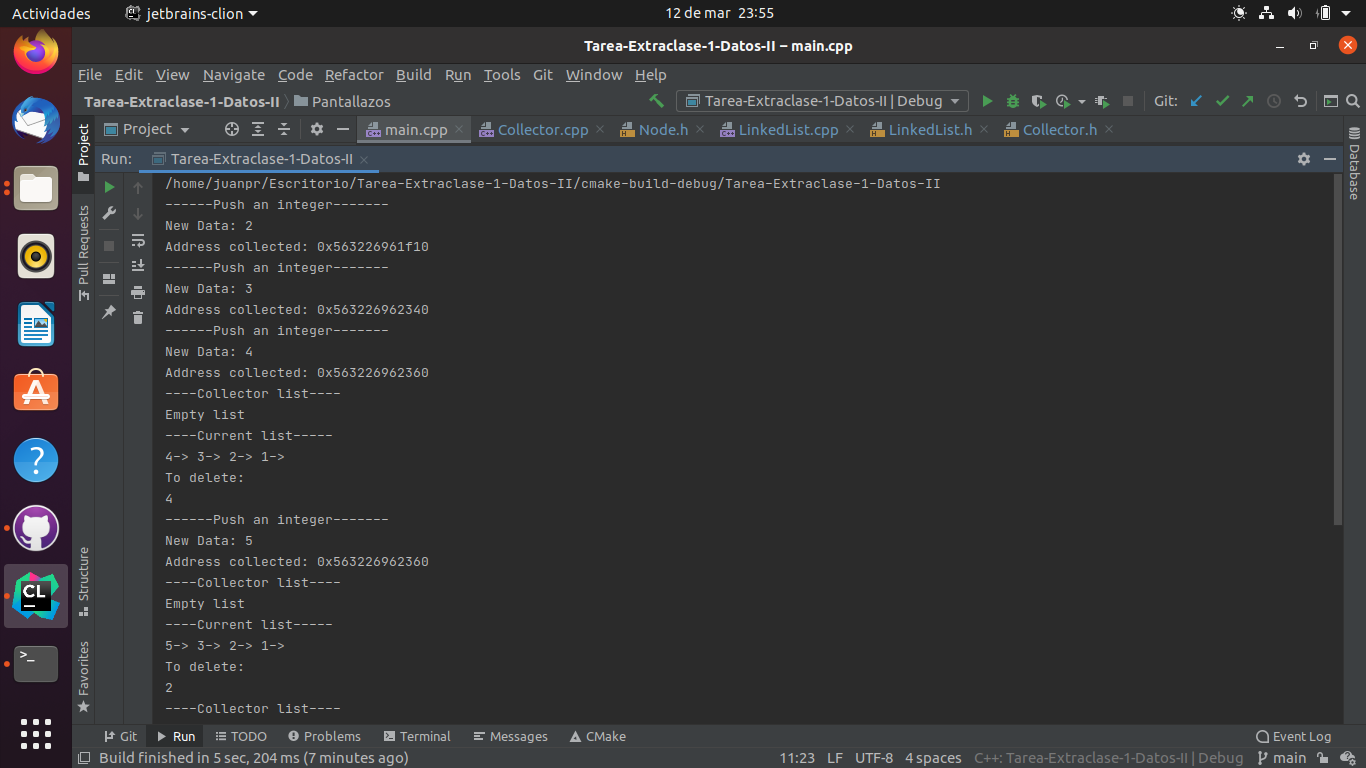 Actividades jetbrains-clion 12 de mar 23:55
Tarea-Extraclase-1-Datos-II – main.cpp
File Edit View Navigate Code Refactor Build Run Tools Git Window Help
Tarea-Extraclase-1-Datos-II Pantallazos Tarea-Extraclase-1-Datos-II | Debug Git:
Project main.cpp Collector.cpp Node.h LinkedList.cpp LinkedList.h Collector.h
Run: Tarea-Extraclase-1-Datos-II
/home/juanpr/Escritorio/Tarea-Extraclase-1-Datos-II/cmake-build-debug/Tarea-Extraclase-1-Datos-II
------Push an integer-------
New Data: 2
Address collected: 0x563226961f10
------Push an integer-------
New Data: 3
Address collected: 0x563226962340
------Push an integer-------
New Data: 4
Address collected: 0x563226962360
----Collector list----
Empty list
----Current list-----
4-> 3-> 2-> 1->
To delete:
4
------Push an integer-------
New Data: 5
Address collected: 0x563226962360
----Collector list----
Empty list
----Current list-----
5-> 3-> 2-> 1->
To delete:
2
----Collector list----
Project
Pull Requests
Structure
Favorites
Database
CL
>_
Git Run TODO Problems Terminal Messages CMake Event Log
Build finished in 5 sec, 204 ms (7 minutes ago) 11:23 LF UTF-8 4 spaces C++: Tarea-Extraclase-1-Datos-II | Debug main